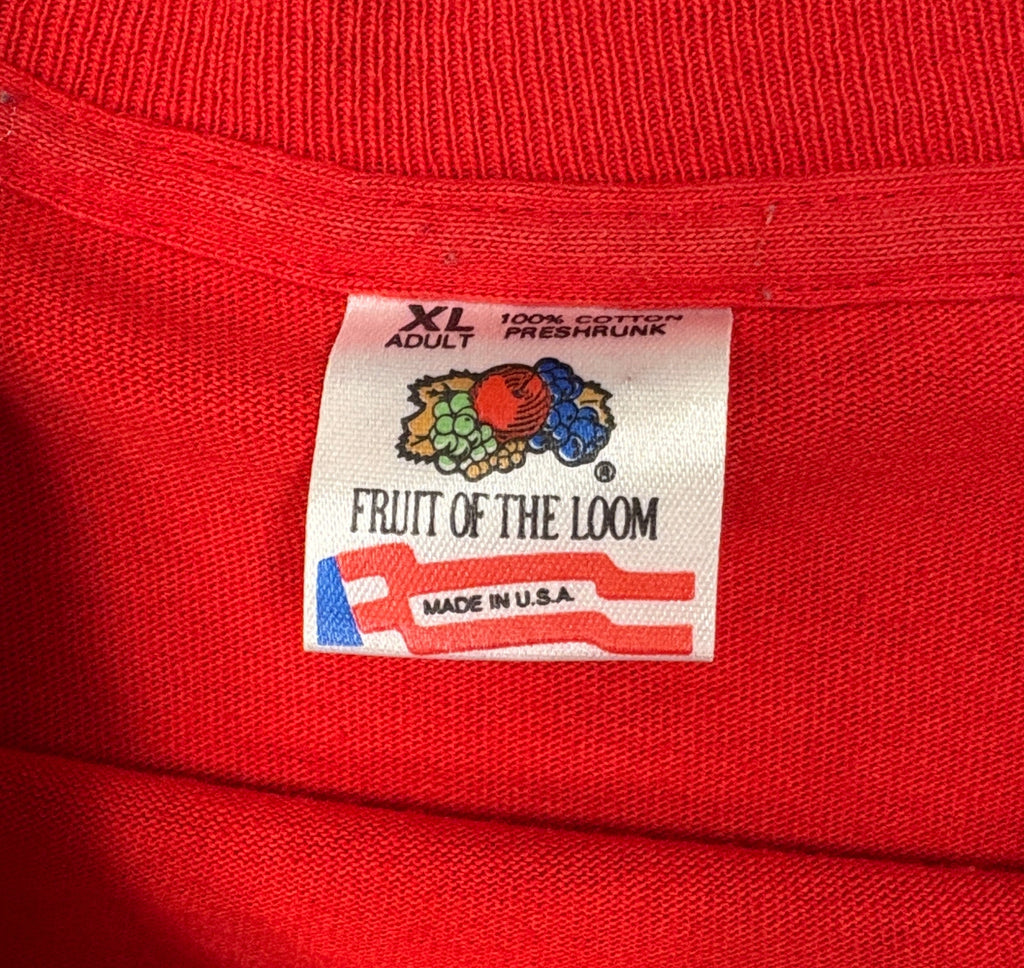 XL 100% COTTON
ADULT PRESHRUNK
®
FRUIT OF THE LOOM
MADE IN U.S.A.